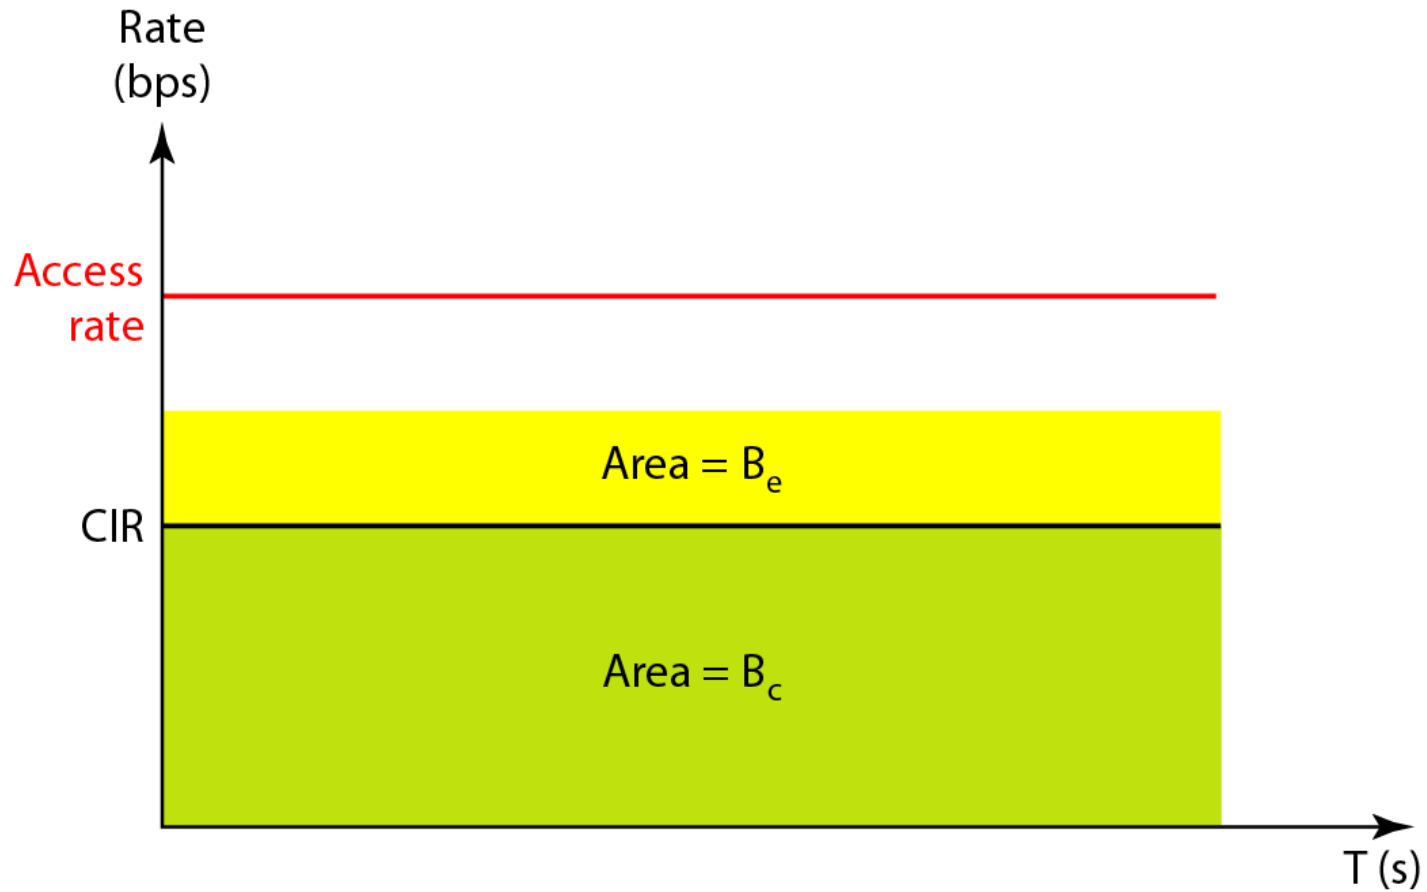 Rate
(bps)
Access
rate
Area = Be
CIR
Area = Bc
T (s)